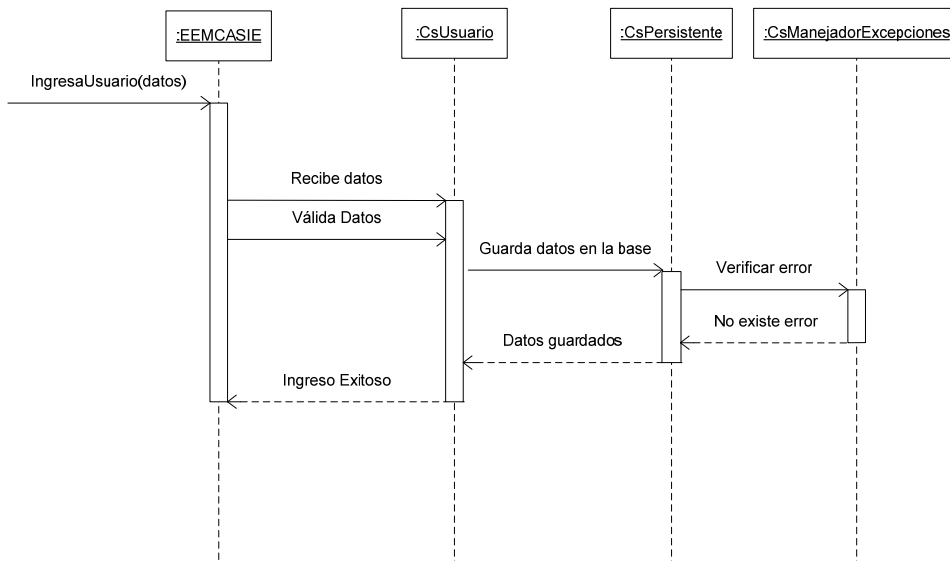 :EEMCASIE
:CsUsuario
:CsPersistente
:CsManejadorExcepciones
IngresaUsuario(datos)
Recibe datos
Válida Datos
Guarda datos en la base
Verificar error
No existe error
Datos guardados
Ingreso Exitoso